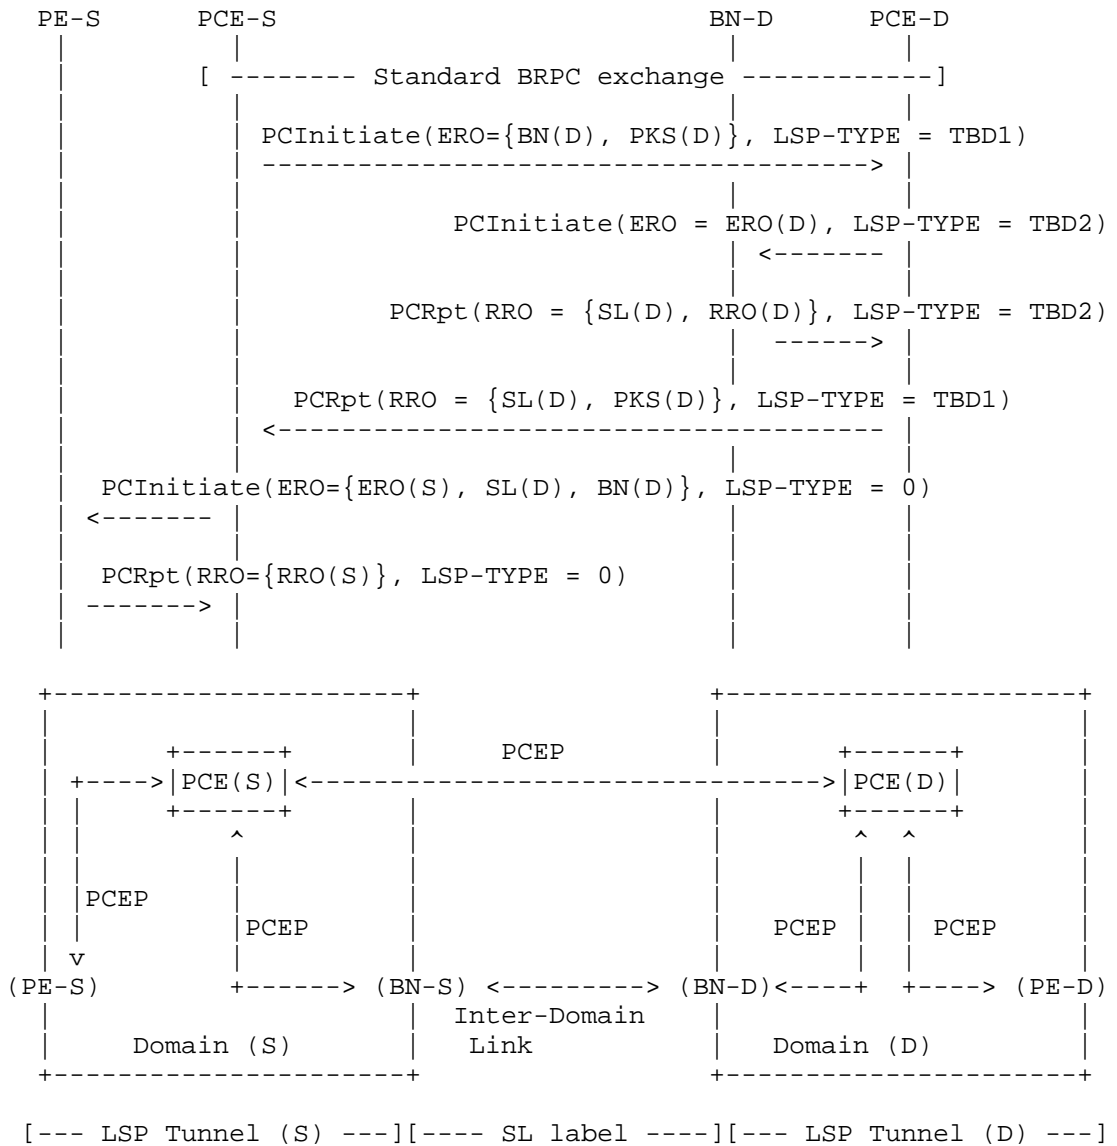 PE-S PCE-S BN-D PCE-D
[ -------- Standard BRPC exchange ------------]
PCInitiate(ERO={BN(D), PKS(D)}, LSP-TYPE = TBD1)
PCInitiate(ERO = ERO(D), LSP-TYPE = TBD2)
PCRpt(RRO = {SL(D), RRO(D)}, LSP-TYPE = TBD2)
PCRpt(RRO = {SL(D), PKS(D)}, LSP-TYPE = TBD1)
PCInitiate(ERO={ERO(S), SL(D), BN(D)}, LSP-TYPE = 0)
PCRpt(RRO={RRO(S)}, LSP-TYPE = 0)
PCEP
PCE(S) PCE(D)
PCEP
PCEP PCEP PCEP
(PE-S) (BN-S) (BN-D) (PE-D)
Inter-Domain
Domain (S) Link Domain (D)
[--- LSP Tunnel (S) ---][---- SL label ----][--- LSP Tunnel (D) ---]